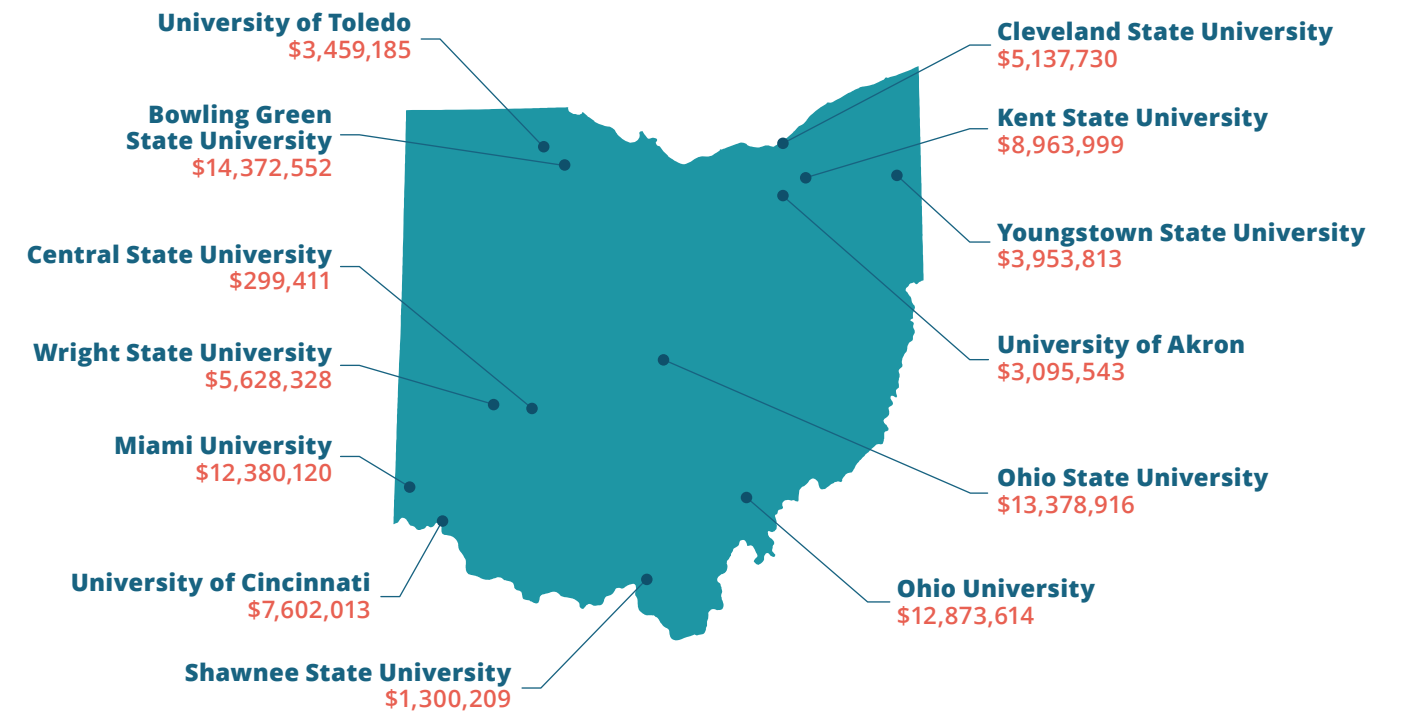 University of Toledo
$3,459,185
Bowling Green
State University
$14,372,552
Central State University
$299,411
Wright State University
$5,628,328
Miami University
$12,380,120
University of Cincinnati
$7,602,013
Shawnee State University
$1,300,209
Cleveland State University
$5,137,730
Kent State University
$8,963,999
Youngstown State University
$3,953,813
University of Akron
$3,095,543
Ohio State University
$13,378,916
Ohio University
$12,873,614